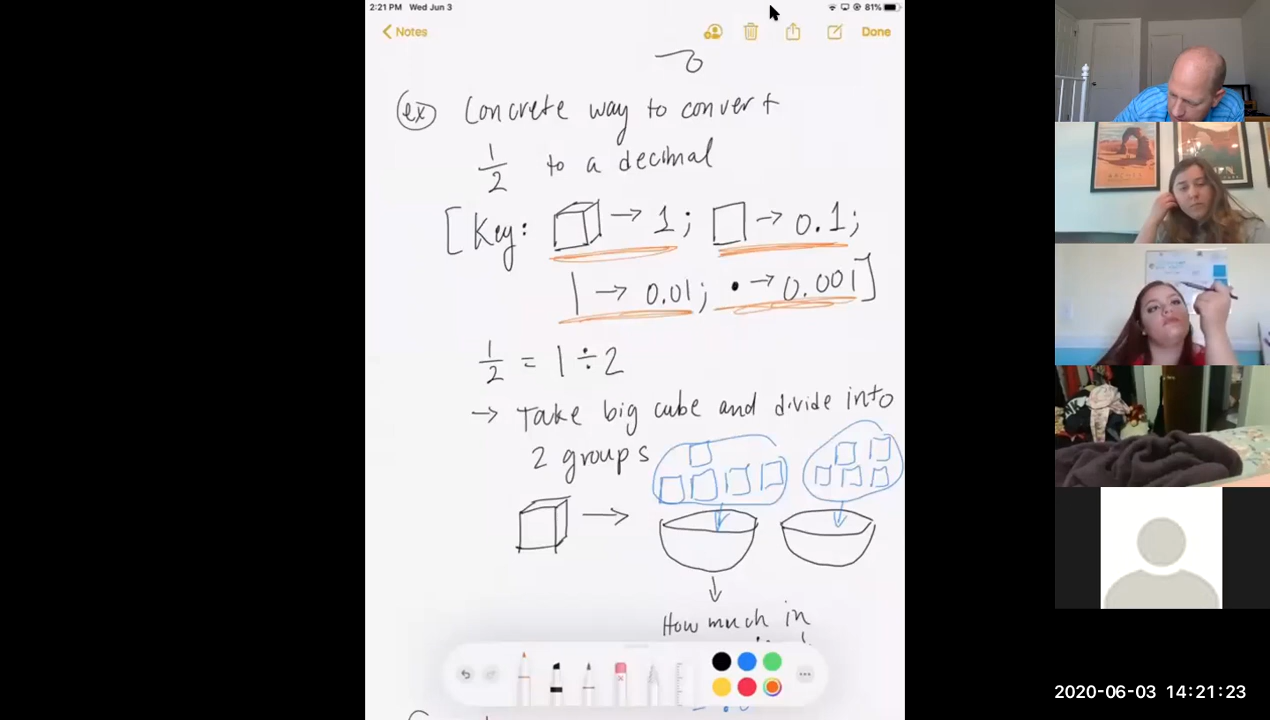 2:21 PM Wed Jun 3
81%
Notes
Done
ex Concrete way to convert
1/2 to a decimal
[Key: → 1; → 0.1;
| → 0.01; • → 0.001]
1/2 = 1 ÷ 2
→ Take big cube and divide into
2 groups
→
How much in
ARCHES
2020-06-03 14:21:23